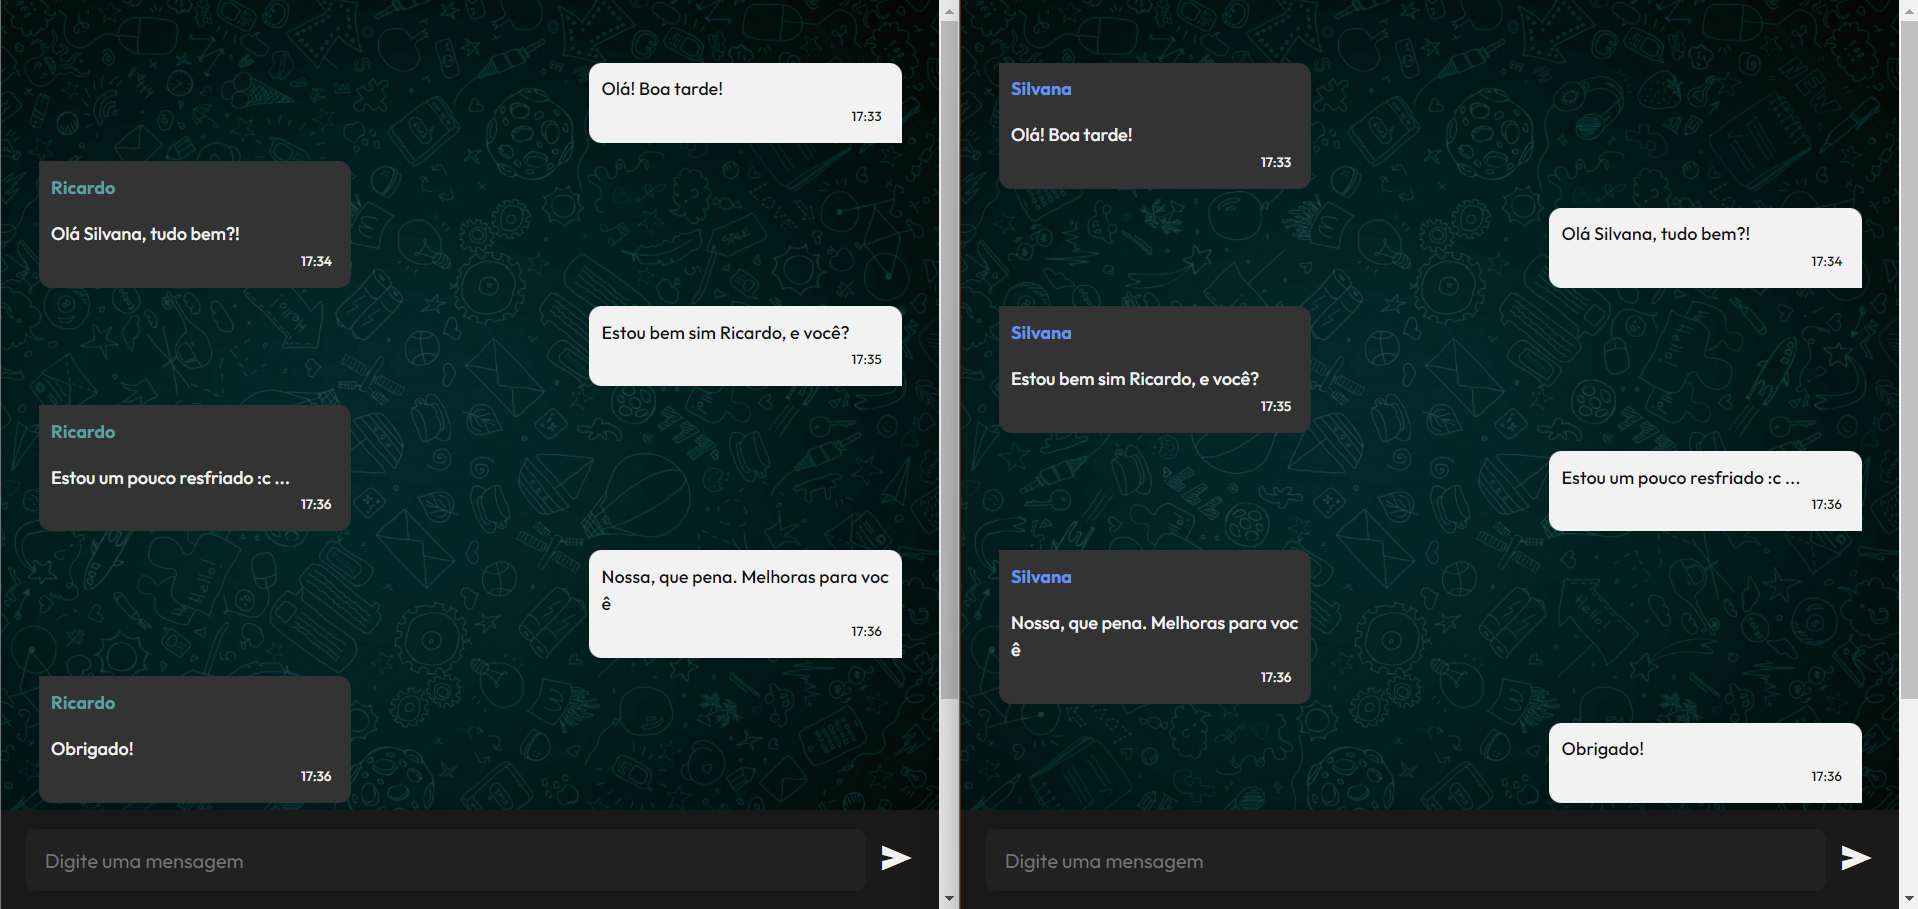 Olá! Boa tarde!
17:33
Ricardo
Olá Silvana, tudo bem?!
17:34
Estou bem sim Ricardo, e você?
17:35
Ricardo
Estou um pouco resfriado :c ...
17:36
Nossa, que pena. Melhoras para voc
ê
17:36
Ricardo
Obrigado!
17:36
Digite uma mensagem
Silvana
Olá! Boa tarde!
17:33
Olá Silvana, tudo bem?!
17:34
Silvana
Estou bem sim Ricardo, e você?
17:35
Estou um pouco resfriado :c ...
17:36
Silvana
Nossa, que pena. Melhoras para voc
ê
17:36
Obrigado!
17:36
Digite uma mensagem